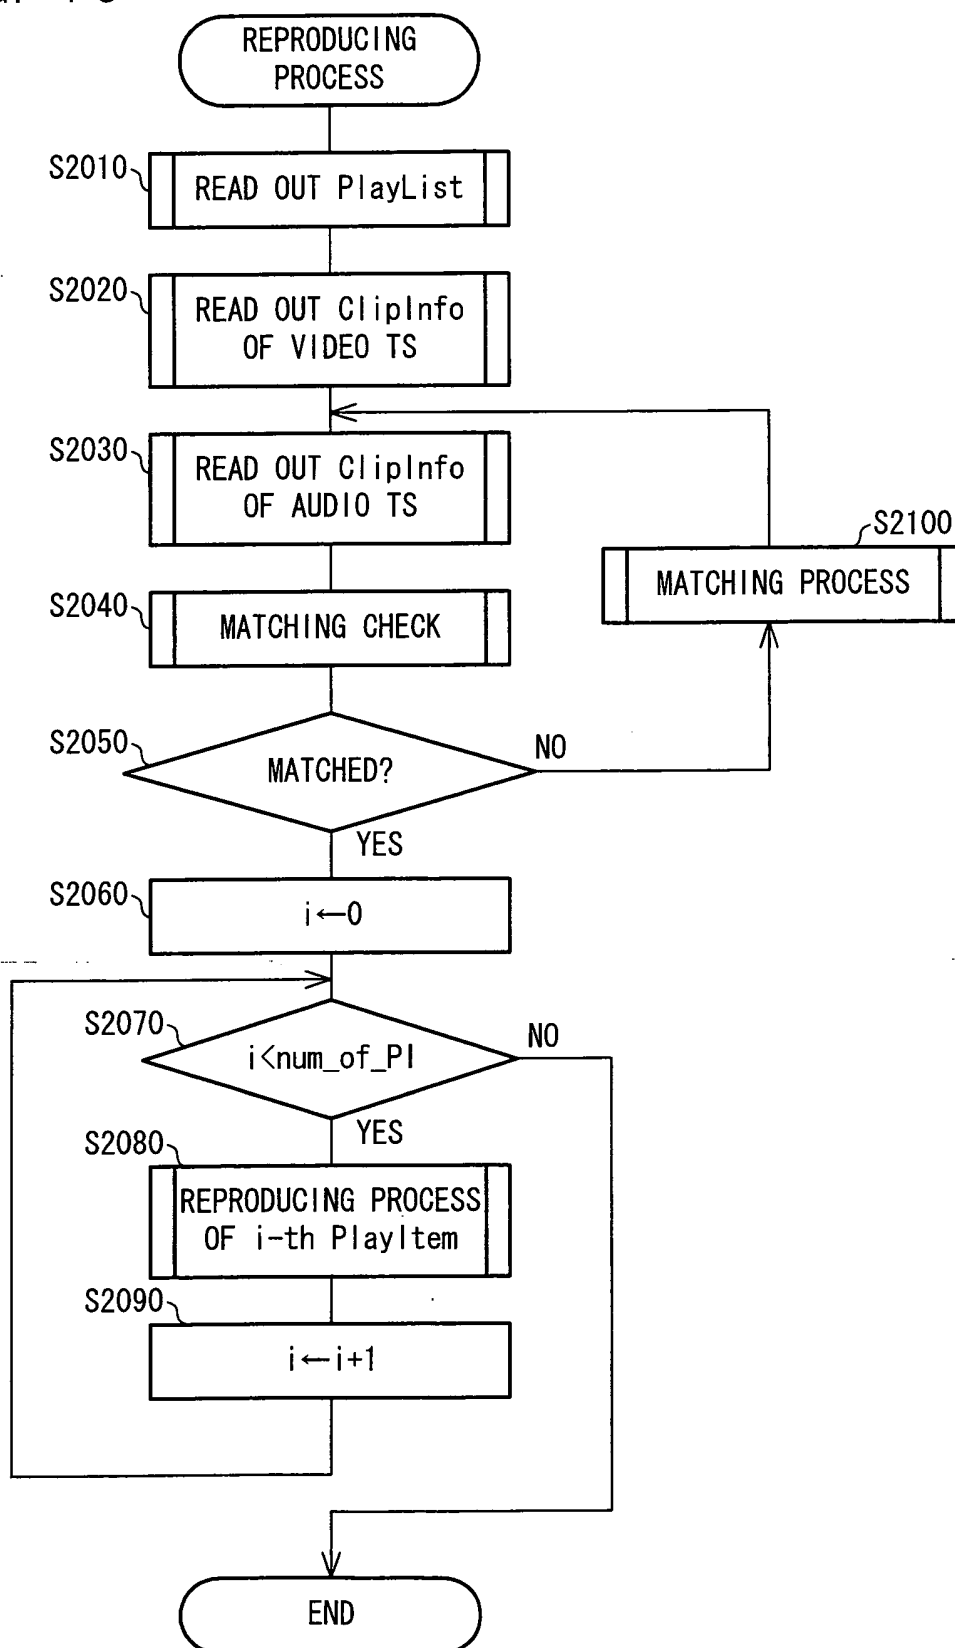 REPRODUCING
PROCESS
S2010
READ OUT PlayList
S2020
READ OUT ClipInfo
OF VIDEO TS
S2030
READ OUT ClipInfo
OF AUDIO TS
S2100
MATCHING PROCESS
S2040
MATCHING CHECK
S2050
MATCHED?
NO
YES
S2060
i←0
S2070
i<num_of_PI
NO
YES
S2080
REPRODUCING PROCESS
OF i-th PlayItem
S2090
i←i+1
END